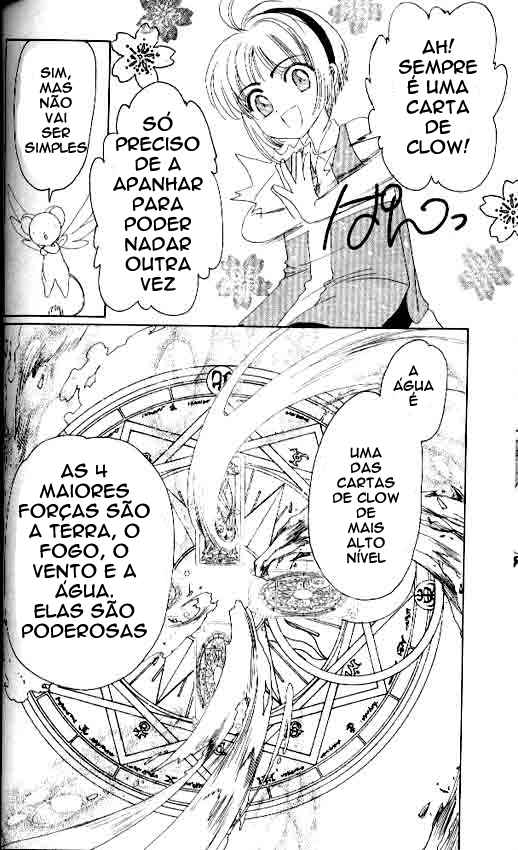 AH!
SEMPRE
É UMA
CARTA
DE
CLOW!
SÓ
PRECISO
DE A
APANHAR
PARA
PODER
NADAR
OUTRA
VEZ
SIM,
MAS
NÃO
VAI
SER
SIMPLES
A
ÁGUA
É
UMA
DAS
CARTAS
DE CLOW
DE
MAIS
ALTO
NÍVEL
AS 4
MAIORES
FORÇAS SÃO
A TERRA, O
FOGO, O
VENTO E A
ÁGUA.
ELAS SÃO
PODEROSAS